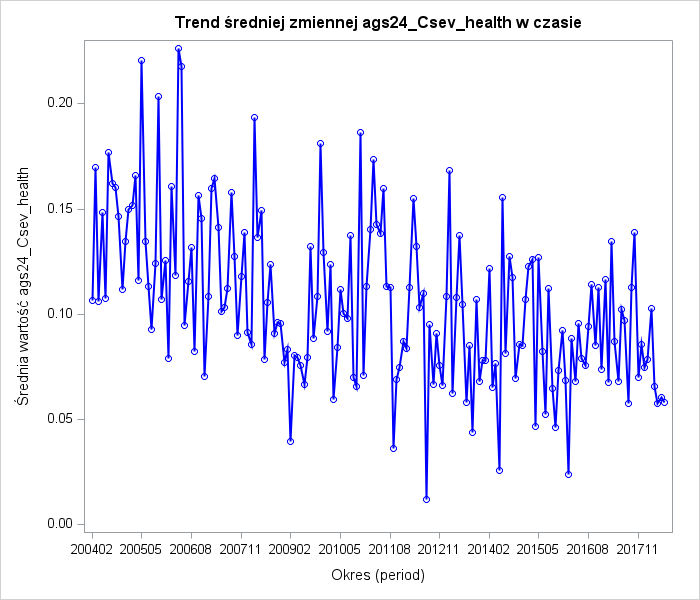 Trend średniej zmiennej ags24_Csev_health w czasie
Średnia wartość ags24_Csev_health
0.20
0.15
0.10
0.05
0.00
200402 200505 200608 200711 200902 201005 201108 201211 201402 201505 201608 201711
Okres (period)